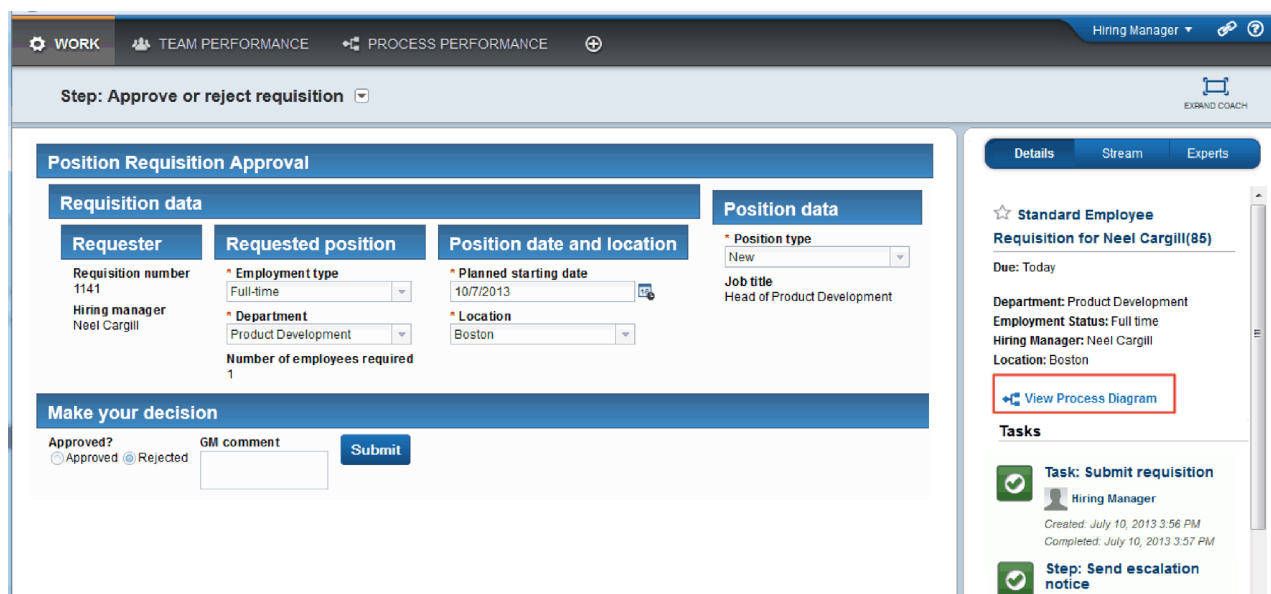 WORK TEAM PERFORMANCE PROCESS PERFORMANCE Hiring Manager
Step: Approve or reject requisition
EXPAND COACH
Position Requisition Approval
Requisition data
Requester
Requisition number
1141
Hiring manager
Neel Cargill
Requested position
* Employment type
Full-time
* Department
Product Development
Number of employees required
1
Position date and location
* Planned starting date
10/7/2013
* Location
Boston
Position data
* Position type
New
Job title
Head of Product Development
Make your decision
Approved?
Approved Rejected
GM comment
Submit
Details Stream Experts
Standard Employee
Requisition for Neel Cargill(85)
Due: Today
Department: Product Development
Employment Status: Full time
Hiring Manager: Neel Cargill
Location: Boston
View Process Diagram
Tasks
Task: Submit requisition
Hiring Manager
Created: July 10, 2013 3:56 PM
Completed: July 10, 2013 3:57 PM
Step: Send escalation
notice